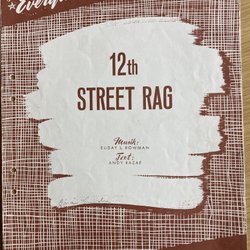 12th
STREET RAG
Musik:
EUDAY L. BOWMAN
Text:
ANDY RAZAF